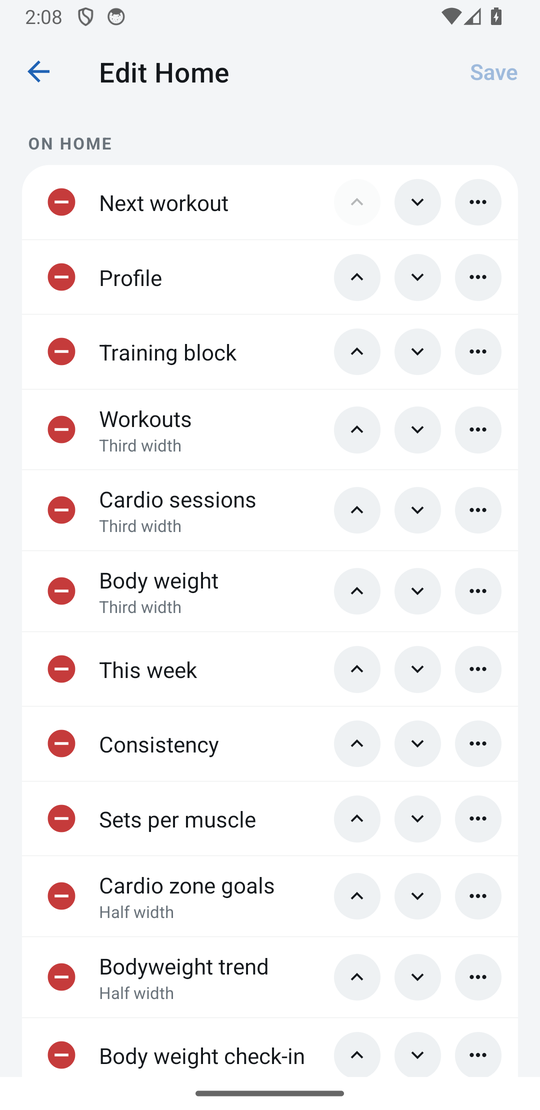 2:08
Edit Home
Save
ON HOME
Next workout
Profile
Training block
Workouts
Third width
Cardio sessions
Third width
Body weight
Third width
This week
Consistency
Sets per muscle
Cardio zone goals
Half width
Bodyweight trend
Half width
Body weight check-in